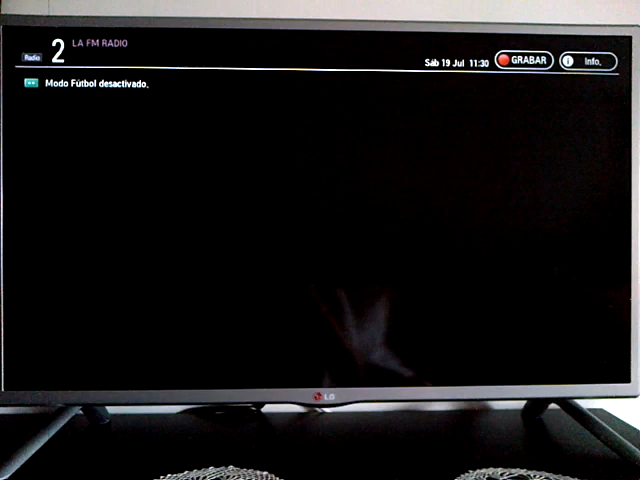 Radio 2 LA FM RADIO
Sáb 19 Jul 11:30 GRABAR i Info.
Modo Fútbol desactivado.
LG